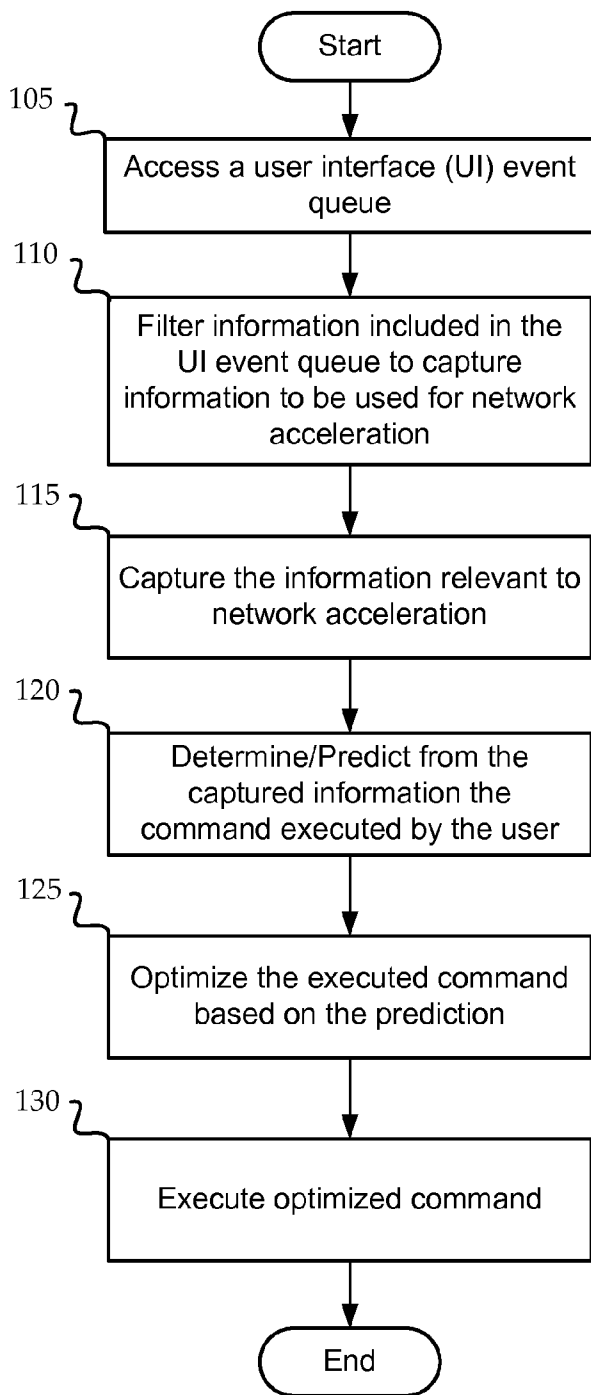 Start
105
Access a user interface (UI) event
queue
110
Filter information included in the
UI event queue to capture
information to be used for network
acceleration
115
Capture the information relevant to
network acceleration
120
Determine/Predict from the
captured information the
command executed by the user
125
Optimize the executed command
based on the prediction
130
Execute optimized command
End